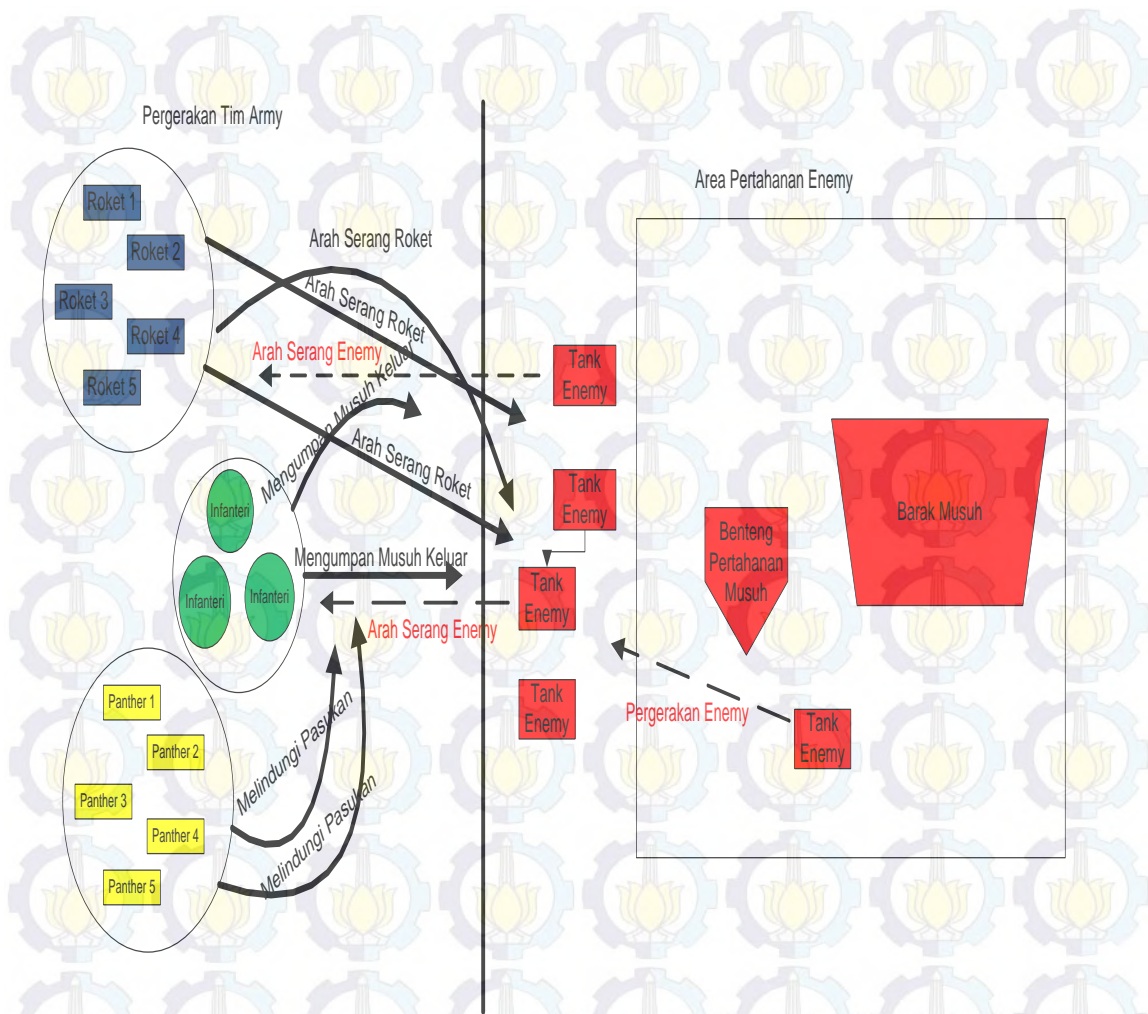 Pergerakan Tim Army
Area Pertahanan Enemy
Roket 1
Roket 2
Roket 3
Roket 4
Roket 5
Arah Serang Roket
Arah Serang Roket
Arah Serang Enemy
Mengumpan Musuh Keluar
Arah Serang Roket
Infanteri
Infanteri
Infanteri
Mengumpan Musuh Keluar
Arah Serang Enemy
Tank
Enemy
Tank
Enemy
Tank
Enemy
Tank
Enemy
Benteng
Pertahanan
Musuh
Barak Musuh
Pergerakan Enemy
Tank
Enemy
Panther 1
Panther 2
Panther 3
Panther 4
Panther 5
Melindungi Pasukan
Melindungi Pasukan